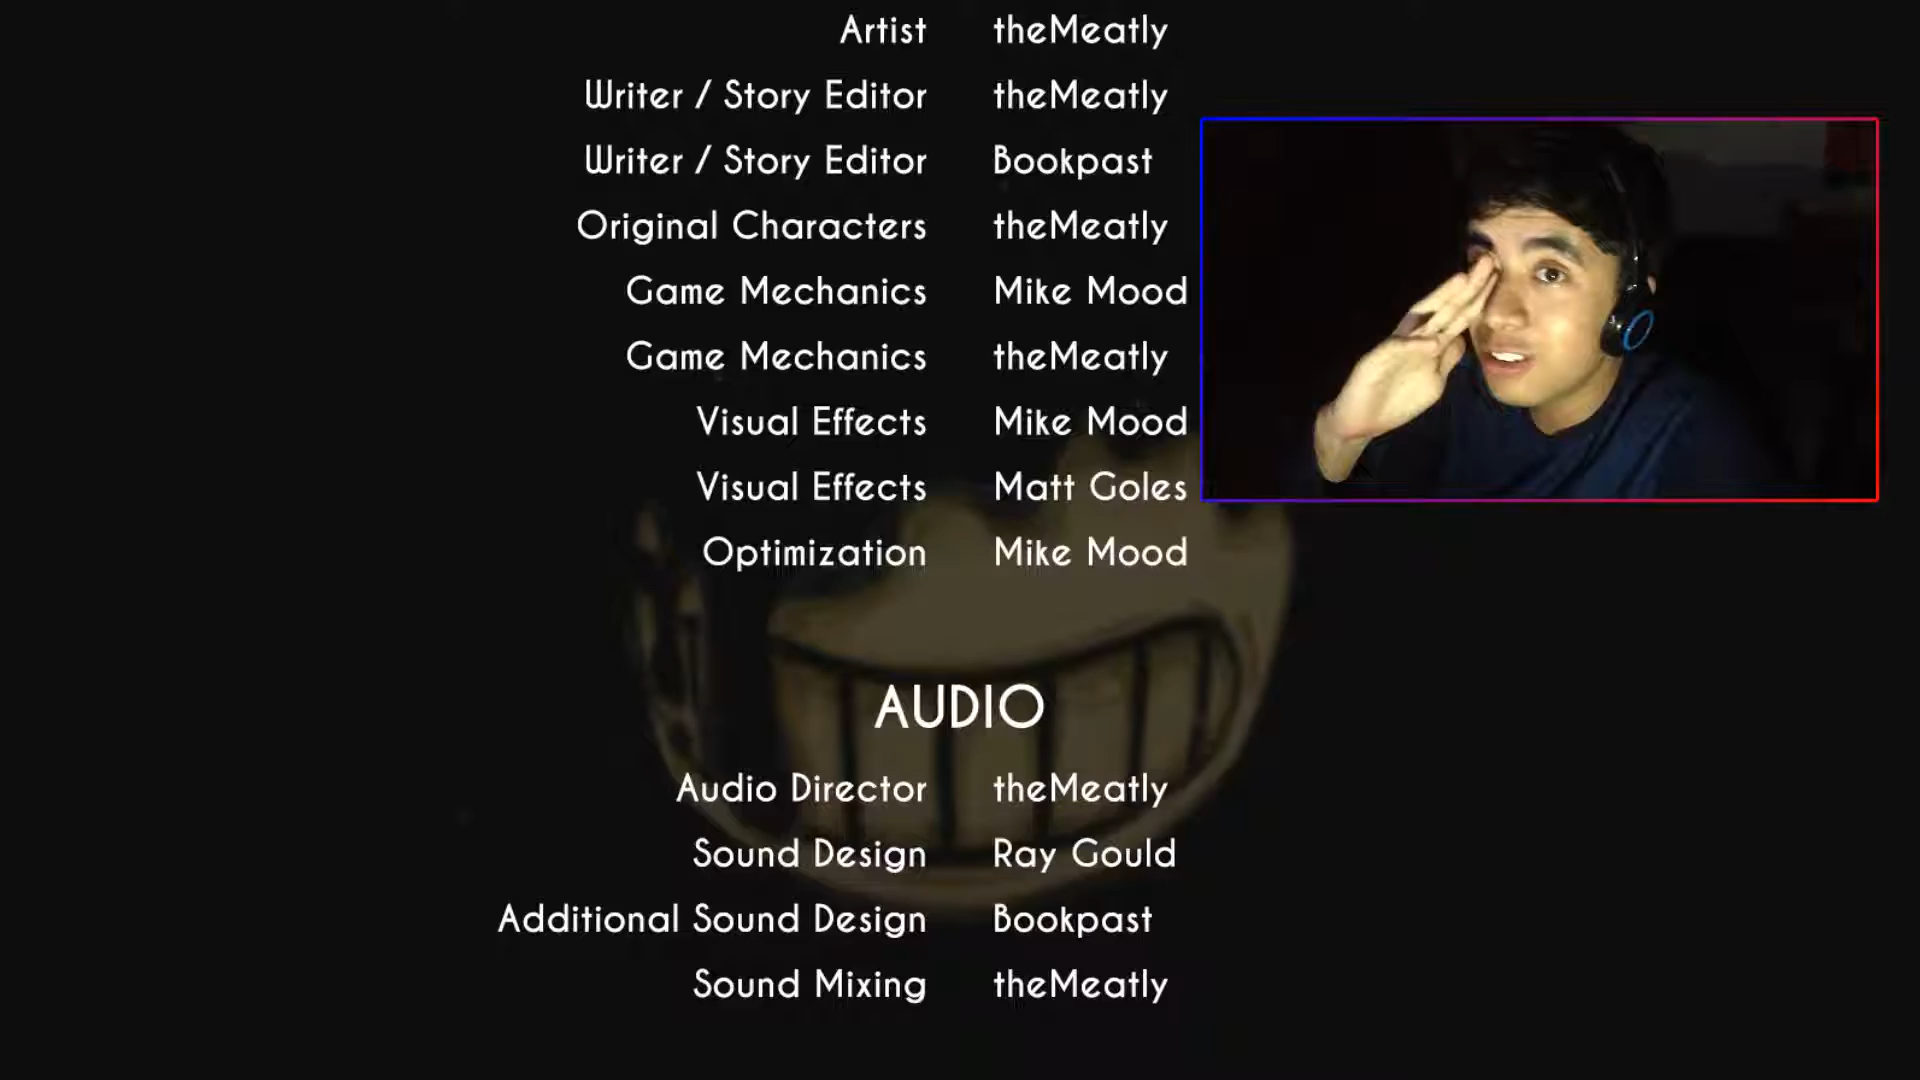 Artist theMeatly
Writer / Story Editor theMeatly
Writer / Story Editor Bookpast
Original Characters theMeatly
Game Mechanics Mike Mood
Game Mechanics theMeatly
Visual Effects Mike Mood
Visual Effects Matt Goles
Optimization Mike Mood
AUDIO
Audio Director theMeatly
Sound Design Ray Gould
Additional Sound Design Bookpast
Sound Mixing theMeatly